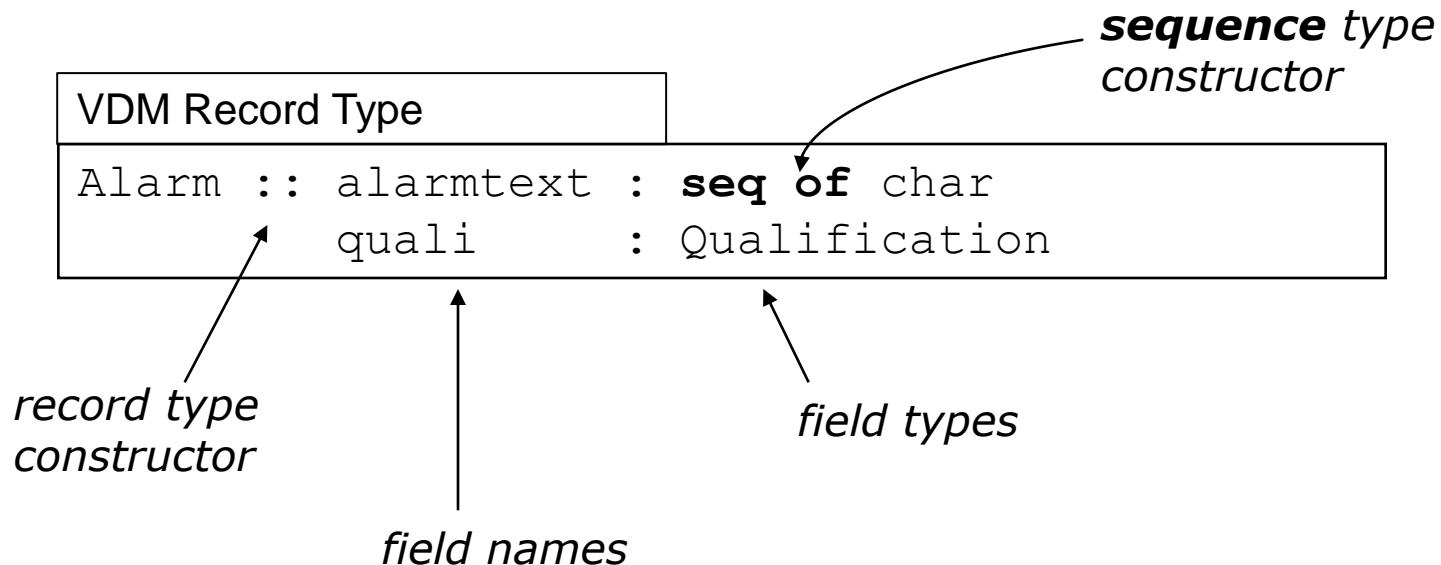 sequence type
constructor
VDM Record Type
Alarm :: alarmtext : seq of char
quali : Qualification
record type
constructor
field types
field names